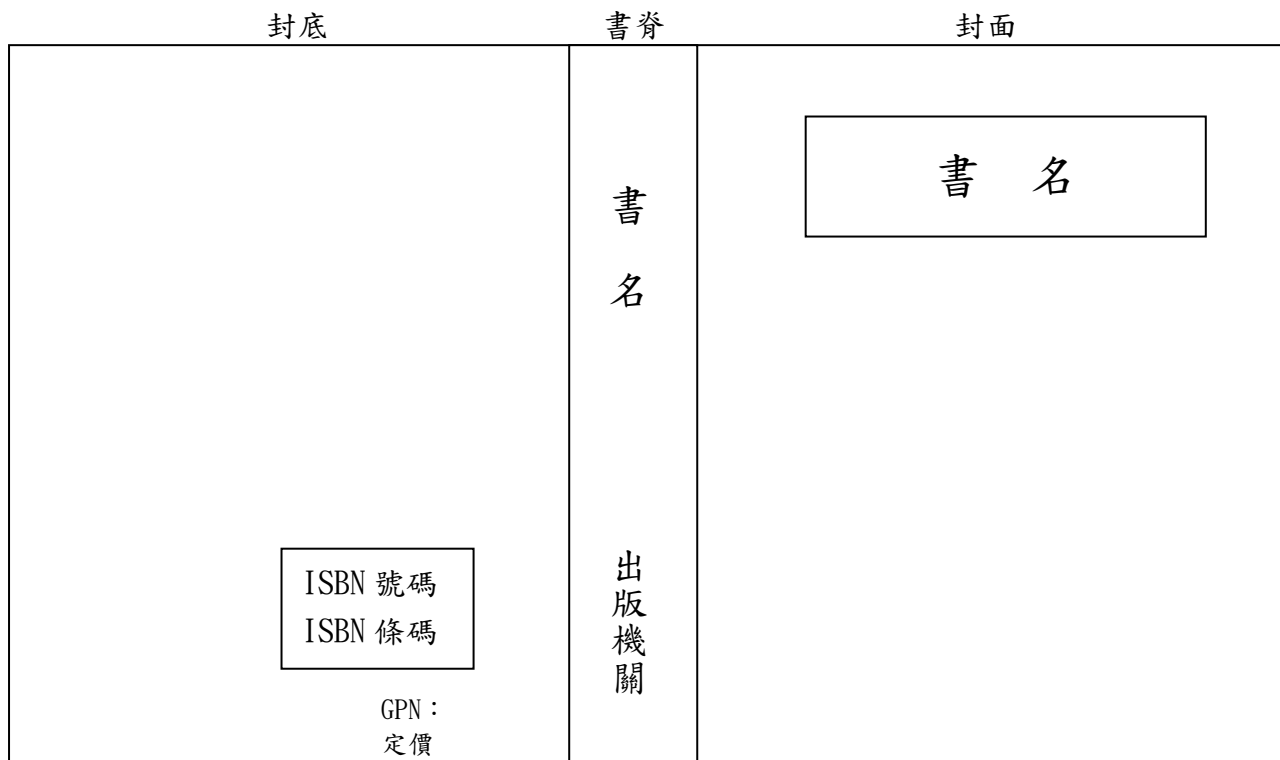 封底 書脊 封面
書 名
書名
出版機關
ISBN 號碼
ISBN 條碼
GPN：
定價